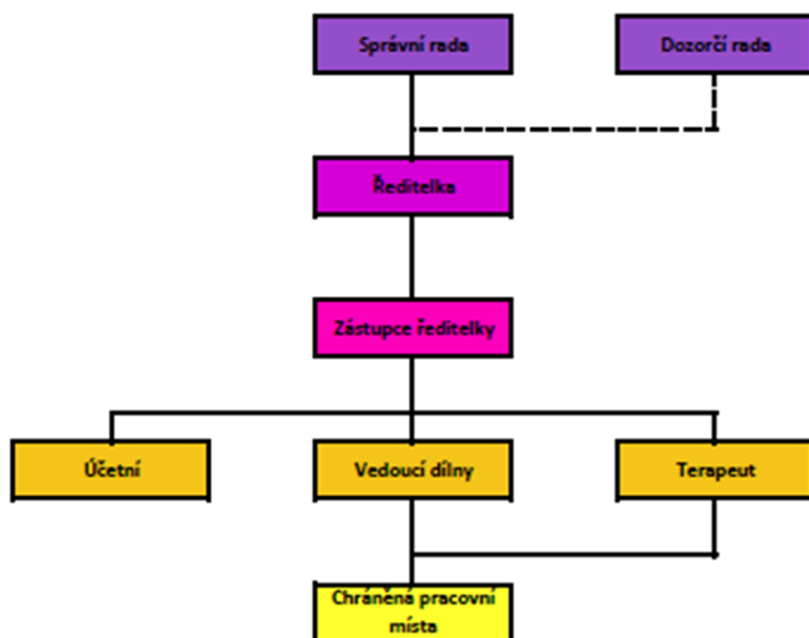 Správní rada
Dozorčí rada
Ředitelka
Zástupce ředitelky
Účetní
Vedoucí dílny
Terapeut
Chráněná pracovní
místa